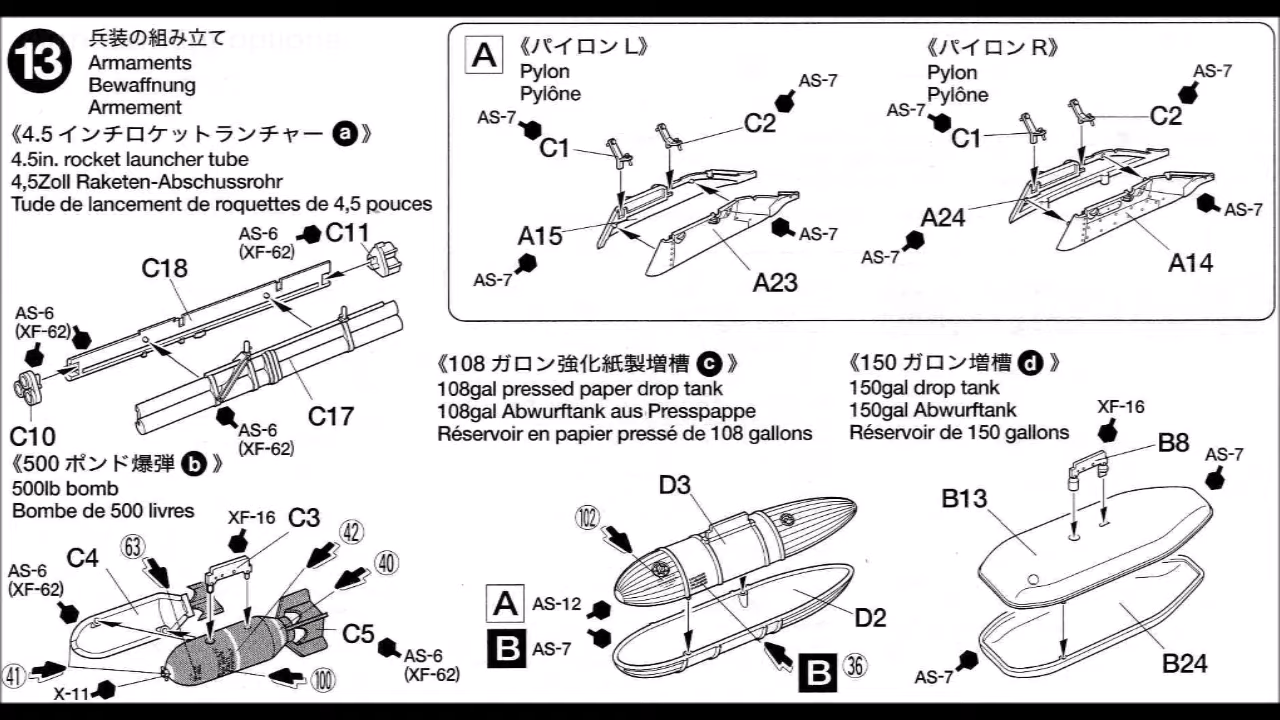 13
兵装の組み立て
Armaments
Bewaffnung
Armement
《4.5インチロケットランチャー a 》
4.5in. rocket launcher tube
4,5Zoll Raketen-Abschussrohr
Tude de lancement de roquettes de 4,5 pouces
AS-6
(XF-62)
C11
C18
AS-6
(XF-62)
C17
C10
AS-6
(XF-62)
A
《パイロンL》
Pylon
Pylône
AS-7
AS-7
C1
C2
A15
AS-7
AS-7
A23
《パイロンR》
Pylon
Pylône
AS-7
AS-7
C1
C2
A24
AS-7
AS-7
A14
《500ポンド爆弾 b 》
500lb bomb
Bombe de 500 livres
XF-16
C3
42
63
C4
40
AS-6
(XF-62)
C5
AS-6
(XF-62)
41
X-11
100
《108ガロン強化紙製増槽 c 》
108gal pressed paper drop tank
108gal Abwurftank aus Presspappe
Réservoir en papier pressé de 108 gallons
D3
102
A
AS-12
B
AS-7
D2
B
36
《150ガロン増槽 d 》
150gal drop tank
150gal Abwurftank
Réservoir de 150 gallons
XF-16
B8
AS-7
B13
B24
AS-7